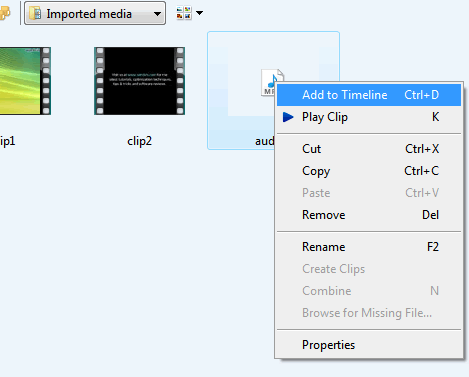 Imported media
ip1
clip2
aud
Add to Timeline Ctrl+D
Play Clip K
Cut Ctrl+X
Copy Ctrl+C
Paste Ctrl+V
Remove Del
Rename F2
Create Clips
Combine N
Browse for Missing File...
Properties